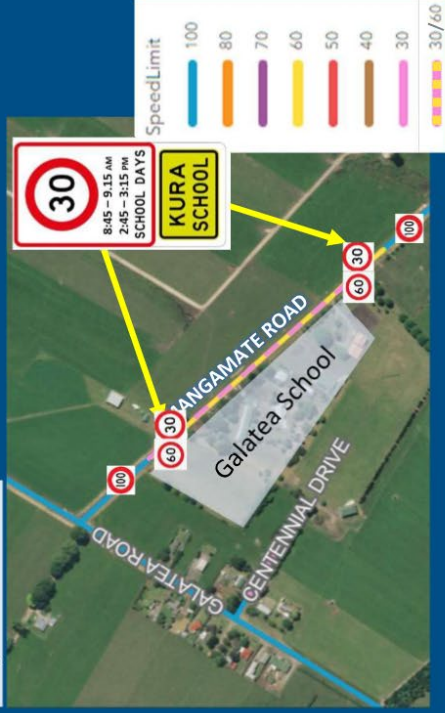 SpeedLimit
100
80
70
60
50
40
30
30/60
30
8:45 – 9.15 AM
2:45 – 3:15 PM
SCHOOL DAYS
KURA
SCHOOL
100
60 30
ANGAMATE ROAD
Galatea School
60 30
100
GALATEA ROAD
CENTENNIAL DRIVE